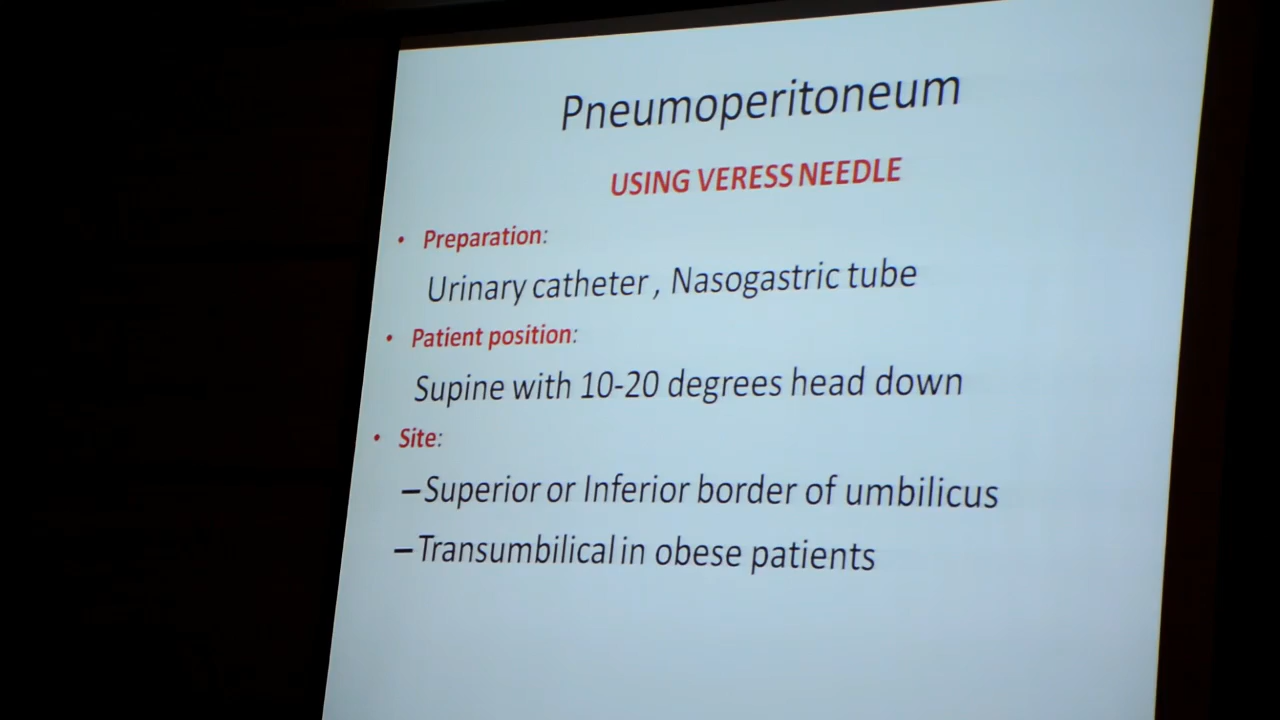 Pneumoperitoneum
USING VERESS NEEDLE
• Preparation:
Urinary catheter , Nasogastric tube
• Patient position:
Supine with 10-20 degrees head down
• Site:
–Superior or Inferior border of umbilicus
–Transumbilical in obese patients